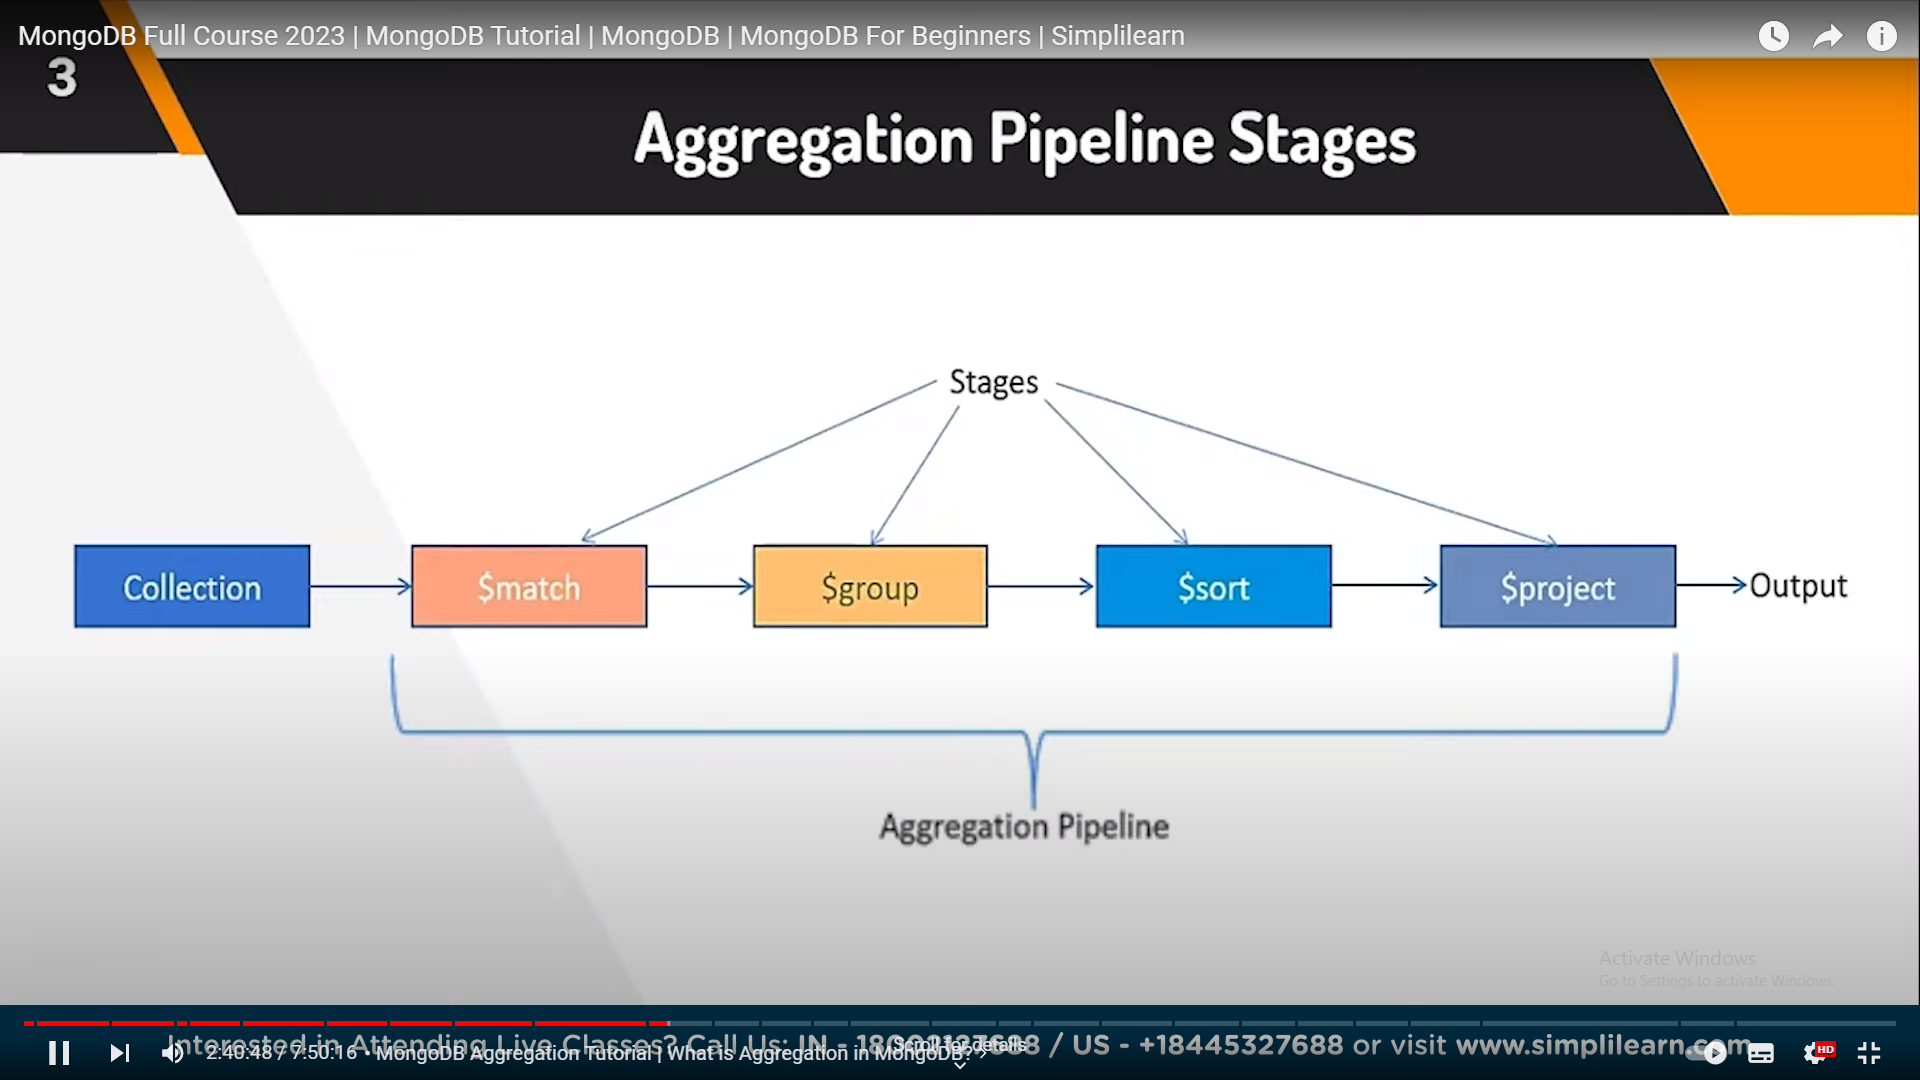 MongoDB Full Course 2023 | MongoDB Tutorial | MongoDB | MongoDB For Beginners | Simplilearn
3
Aggregation Pipeline Stages
Stages
Collection
$match
$group
$sort
$project
Output
Aggregation Pipeline
Activate Windows
Go to Settings to activate Windows.
Interested in Attending Live Classes? Call Us: IN - 18002127688 / US - +18445327688 or visit www.simplilearn.com
Scroll for details
2:40:48 / 7:50:16 • MongoDB Aggregation Tutorial | What is Aggregation in MongoDB? >
HD